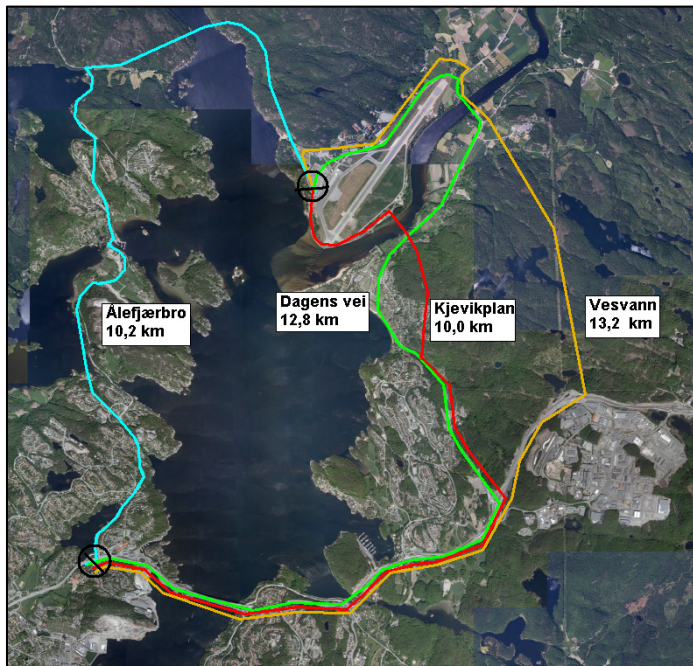 Ålefjærbro
10,2 km
Dagens vei
12,8 km
Kjevikplan
10,0 km
Vesvann
13,2 km